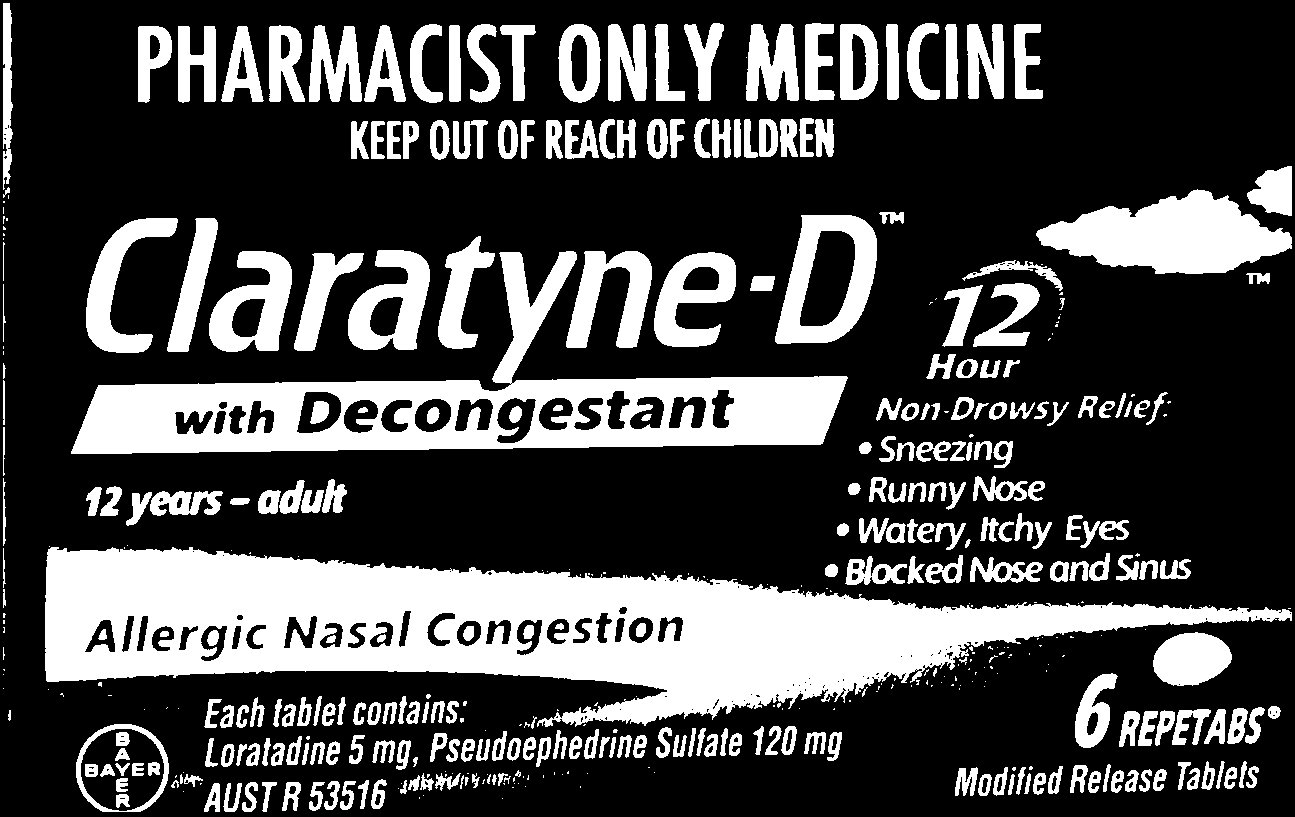 PHARMACIST ONLY MEDICINE
KEEP OUT OF REACH OF CHILDREN
Claratyne-D™
with Decongestant
12 years – adult
™
12
Hour
Non-Drowsy Relief:
• Sneezing
• Runny Nose
• Watery, Itchy Eyes
• Blocked Nose and Sinus
Allergic Nasal Congestion
Each tablet contains:
Loratadine 5 mg, Pseudoephedrine Sulfate 120 mg
AUST R 53516
BAYER
BAYER
6 REPETABS®
Modified Release Tablets